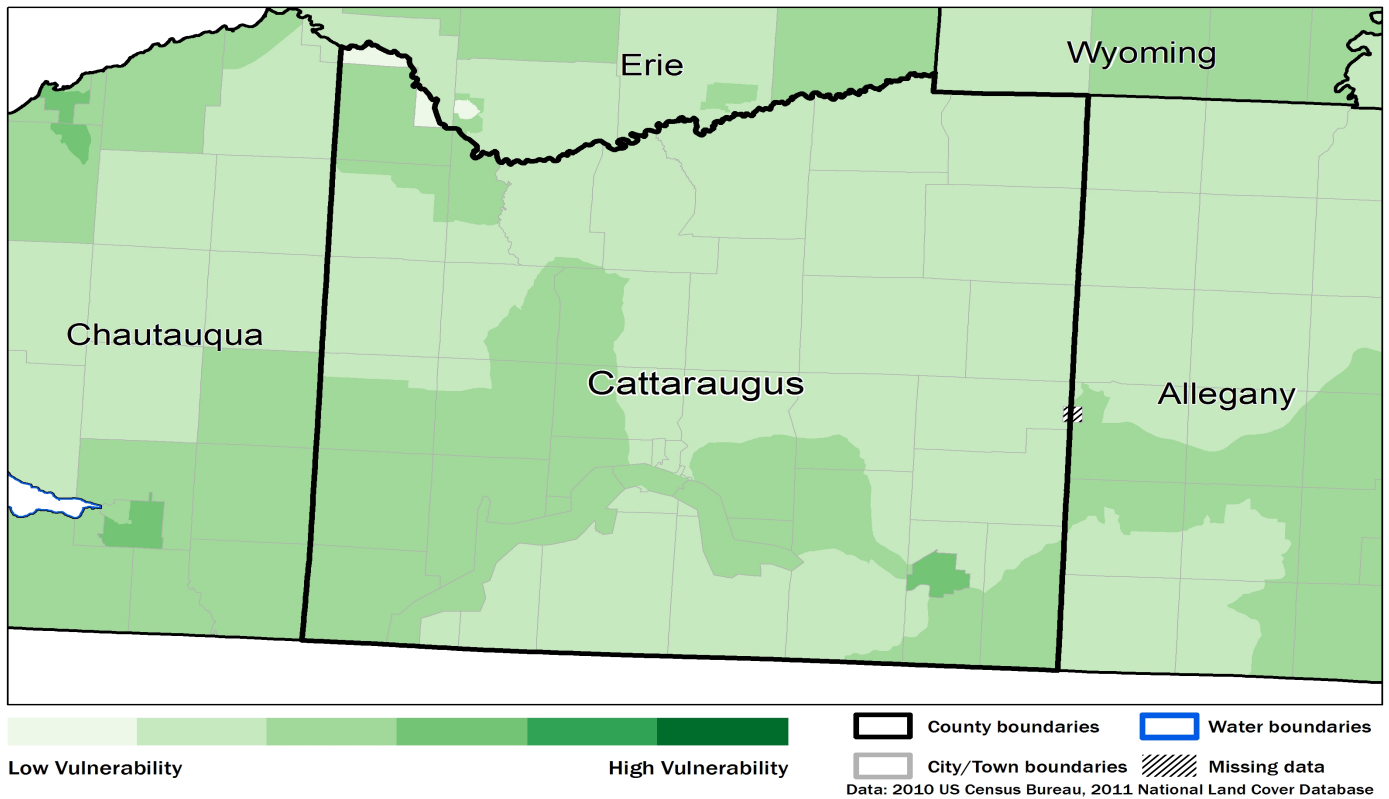 Erie
Wyoming
Chautauqua
Cattaraugus
Allegany
Low Vulnerability
High Vulnerability
County boundaries
Water boundaries
City/Town boundaries
Missing data
Data: 2010 US Census Bureau, 2011 National Land Cover Database